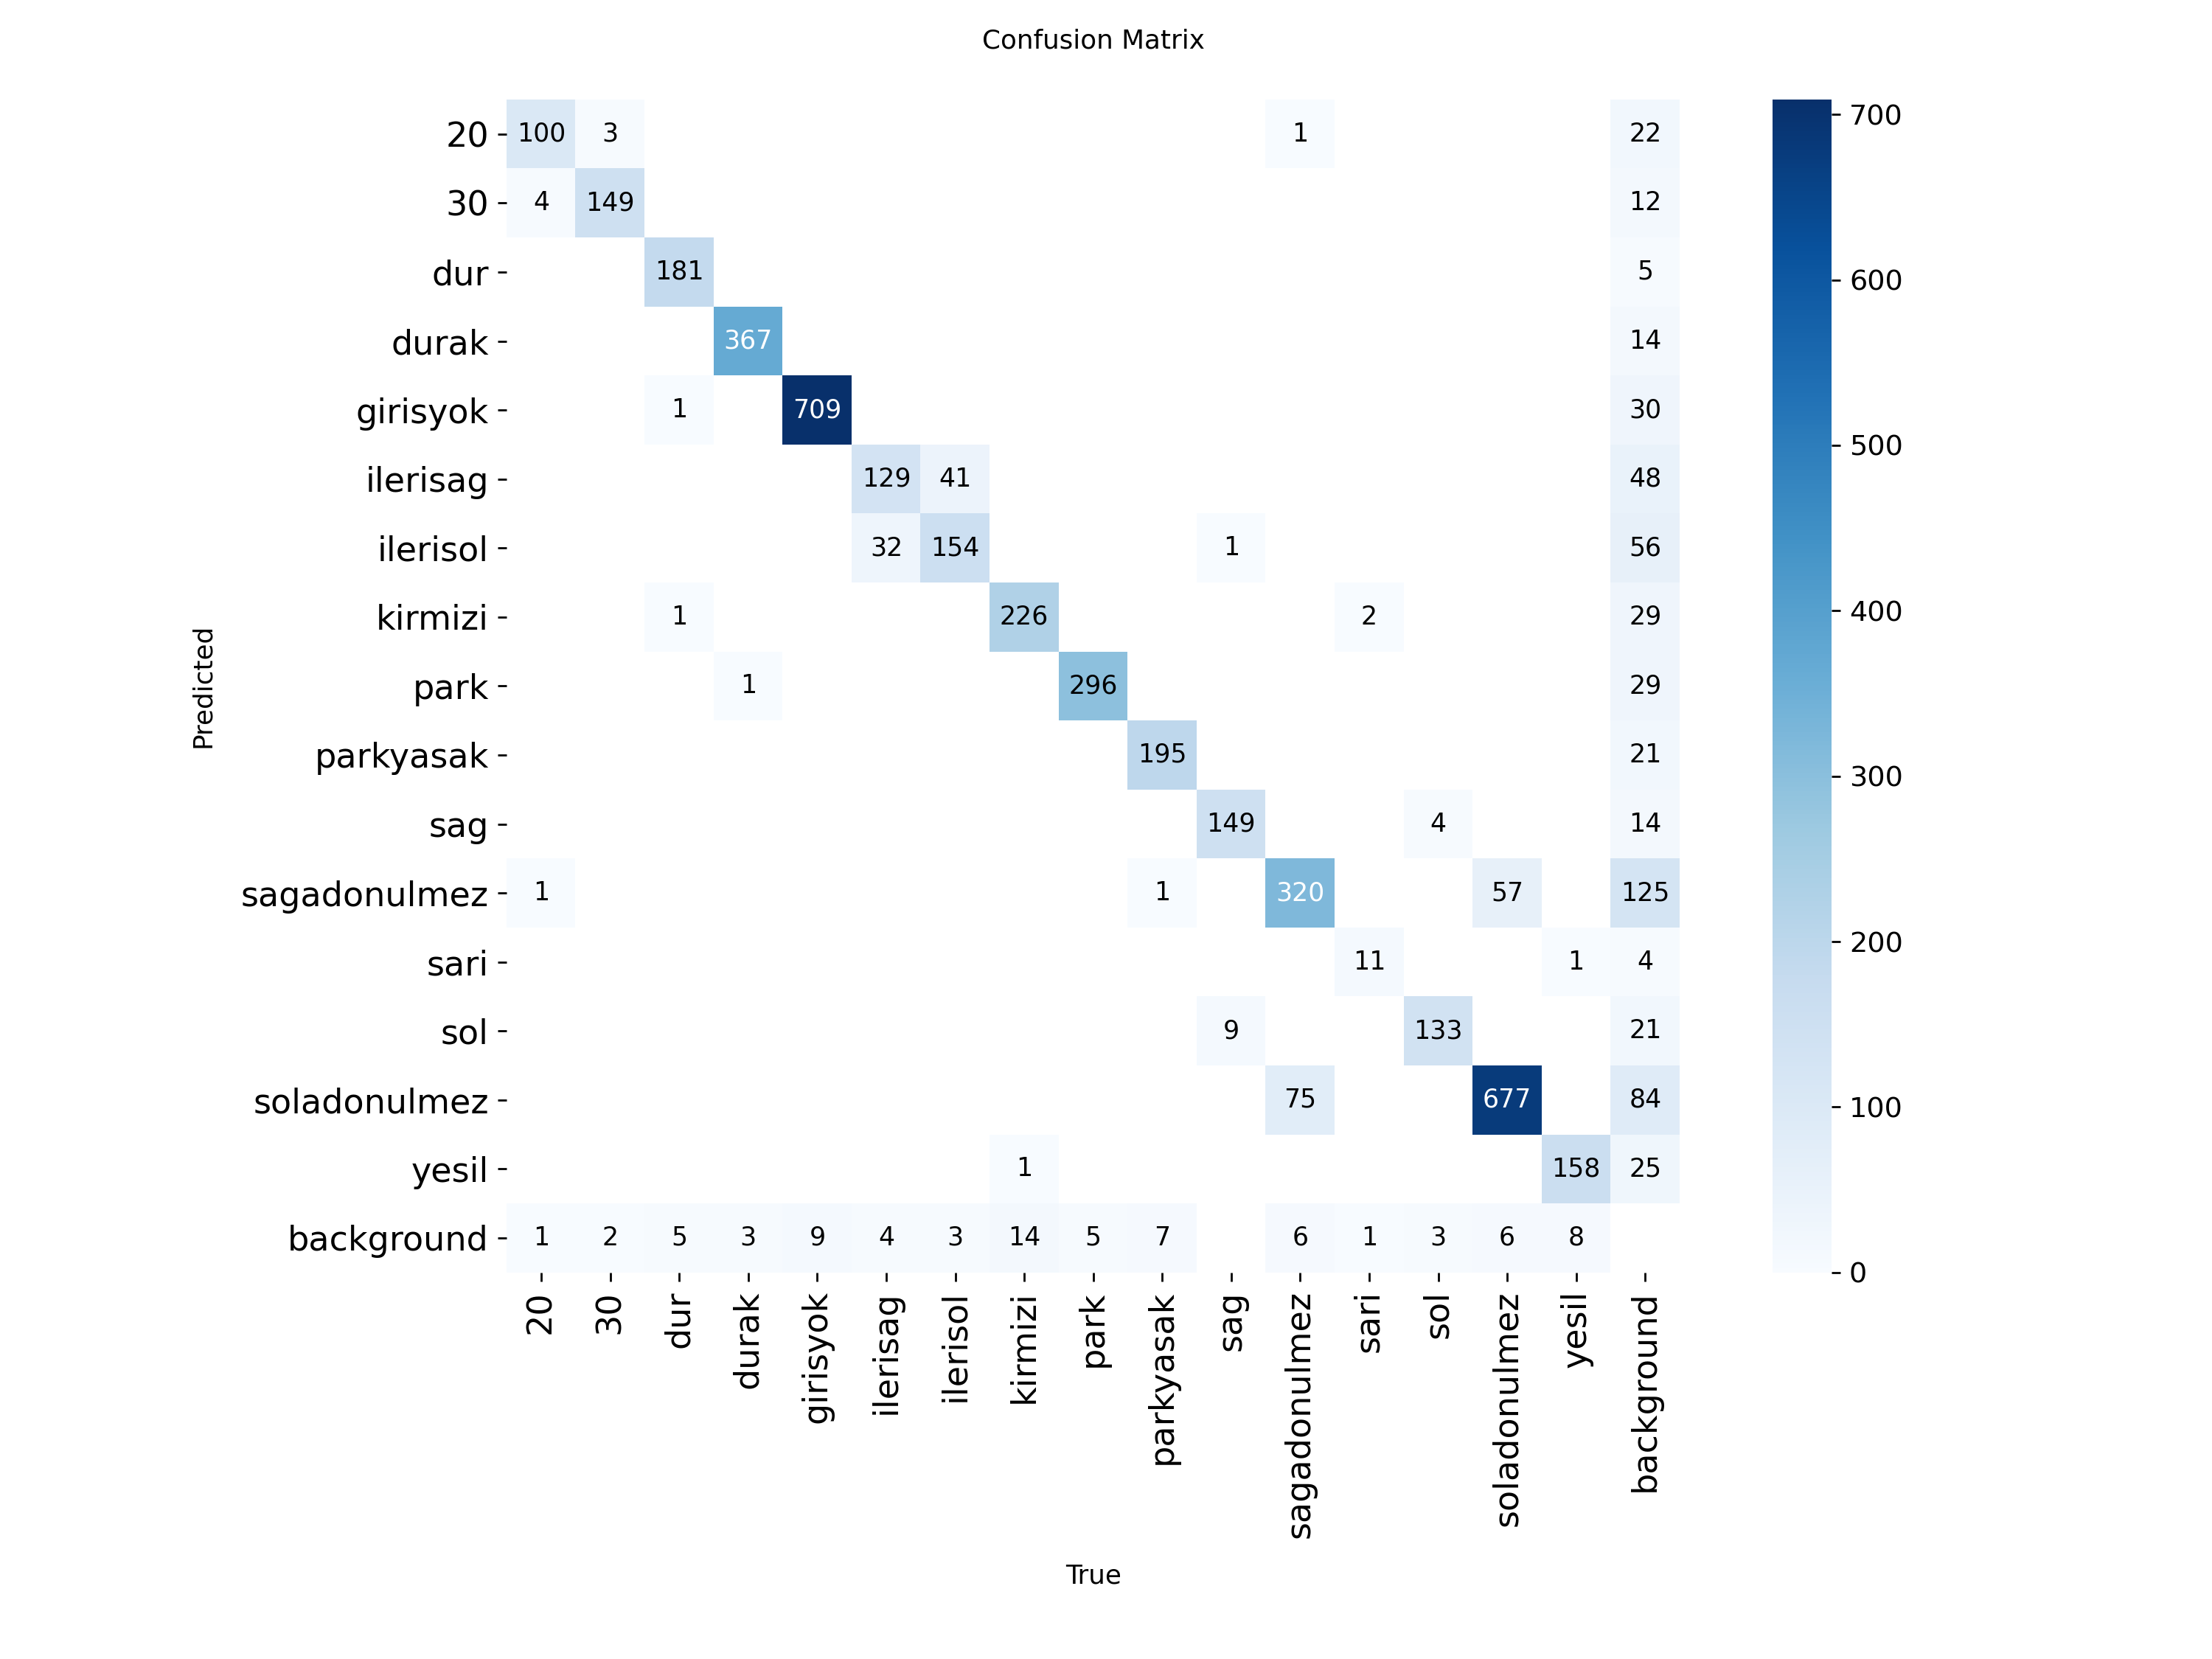 Confusion Matrix
20 100 3 1 22 700
30 4 149 12
dur 181 5 600
durak 367 14
girisyok 1 709 30 500
ilerisag 129 41 48
ilerisol 32 154 1 56 400
kirmizi 1 226 2 29
Predicted
park 1 296 29
parkyasak 195 21 300
sag 149 4 14
sagadonulmez 1 1 320 57 125
sari 11 1 4 200
sol 9 133 21
soladonulmez 75 677 84 100
yesil 1 158 25
background 1 2 5 3 9 4 3 14 5 7 6 1 3 6 8 0
20 30 dur durak girisyok ilerisag ilerisol kirmizi park parkyasak sag sagadonulmez sari sol soladonulmez yesil background
True